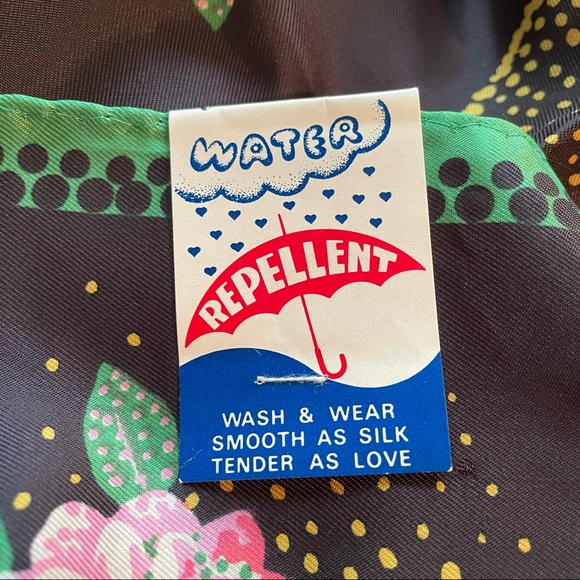 WATER
REPELLENT
WASH & WEAR
SMOOTH AS SILK
TENDER AS LOVE